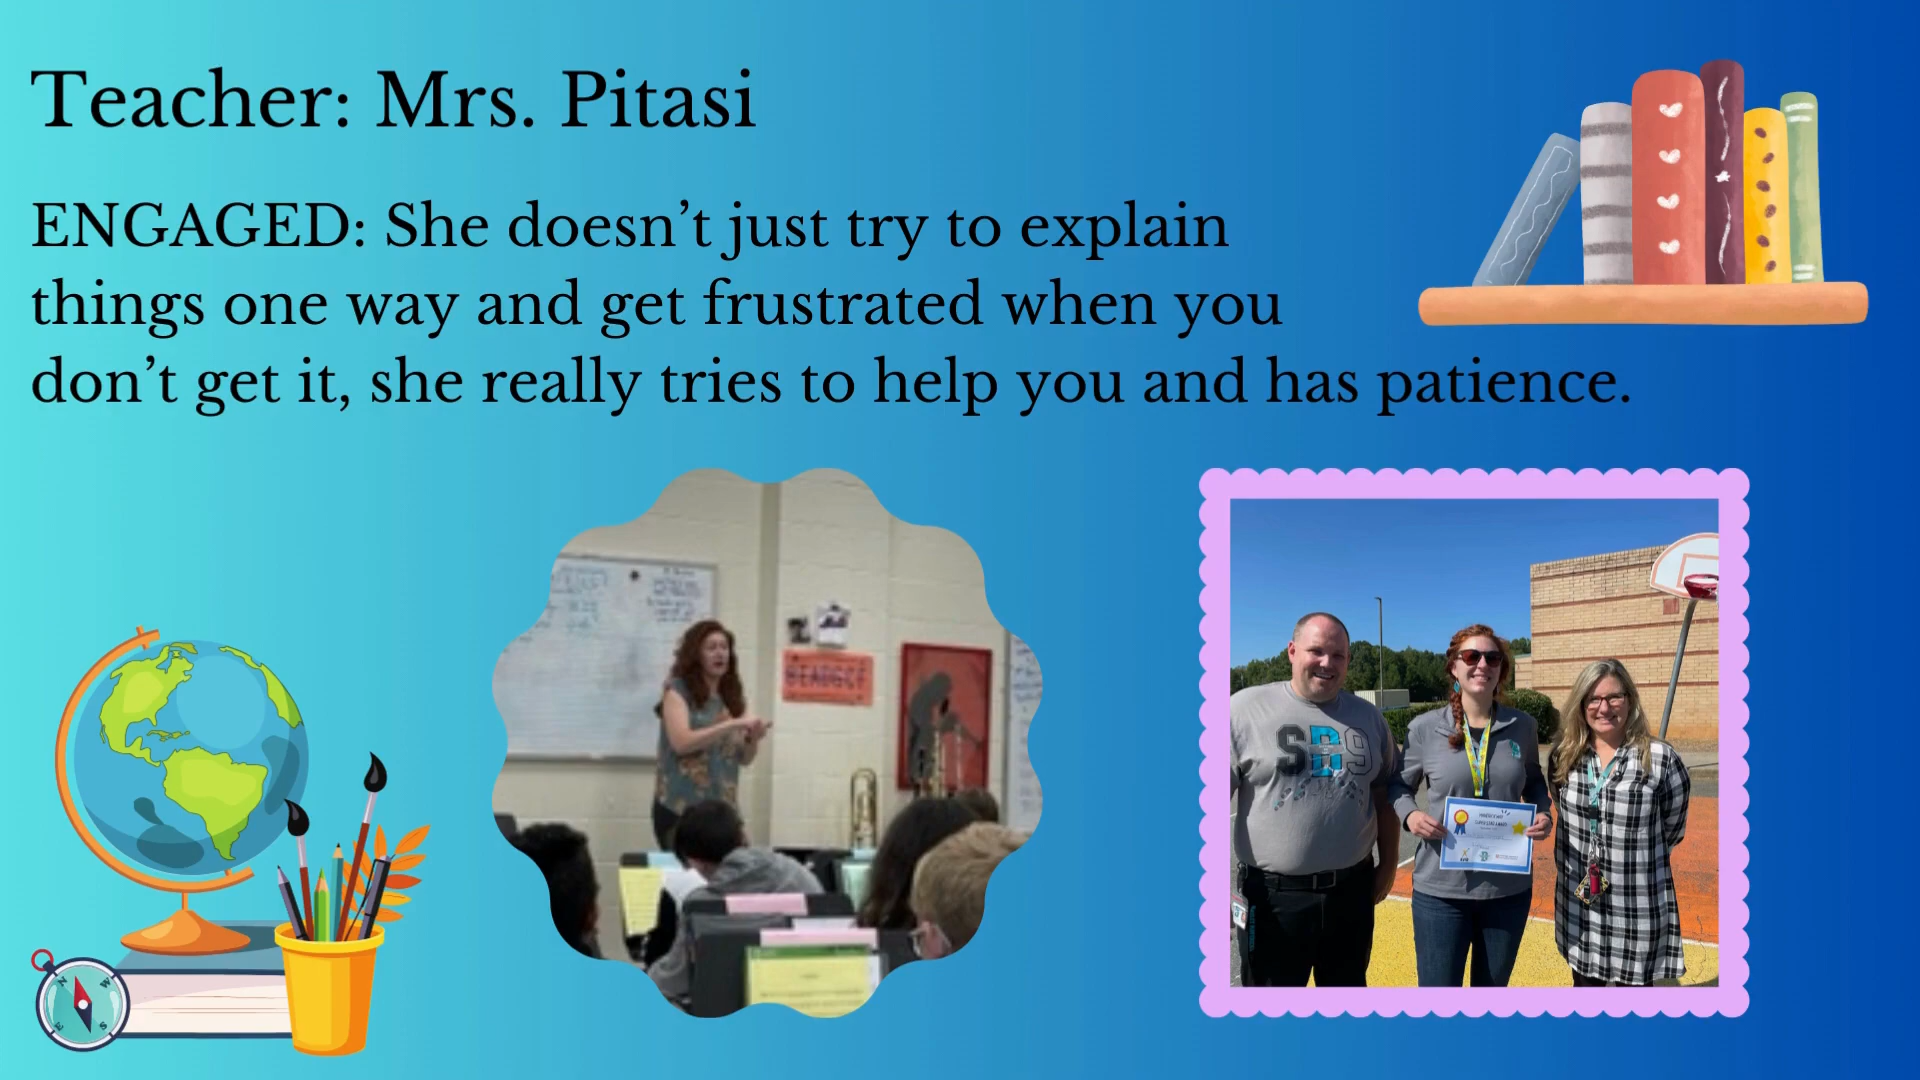 Teacher: Mrs. Pitasi
ENGAGED: She doesn’t just try to explain
things one way and get frustrated when you
don’t get it, she really tries to help you and has patience.
BEADGCF
N
W
E
S